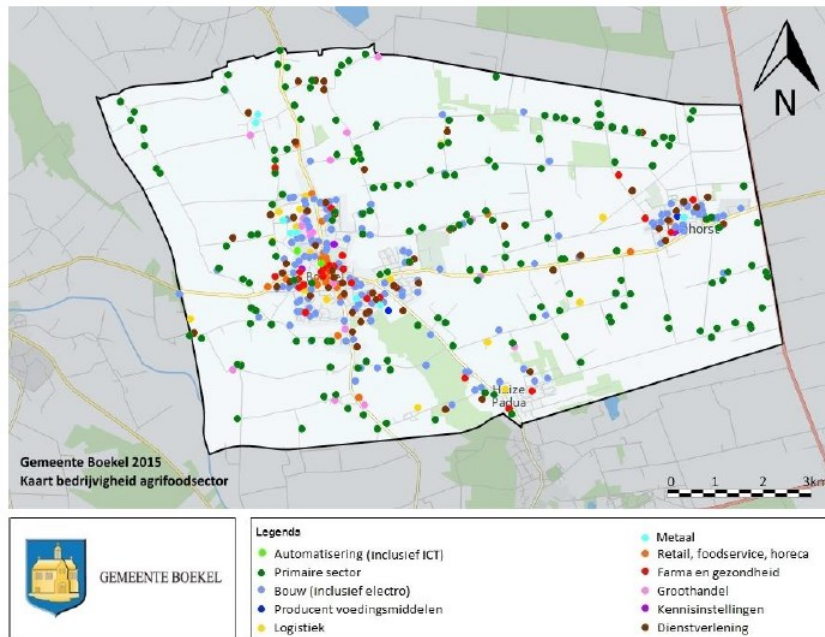 N
Huize
Padua
Gemeente Boekel 2015
Kaart bedrijvigheid agrifoodsector
0 1 2 3km
GEMEENTE BOEKEL
Legenda
Automatisering (inclusief ICT)
Primaire sector
Bouw (inclusief electro)
Producent voedingsmiddelen
Logistiek
Metaal
Retail, foodservice, horeca
Farma en gezondheid
Groothandel
Kennisinstellingen
Dienstverlening